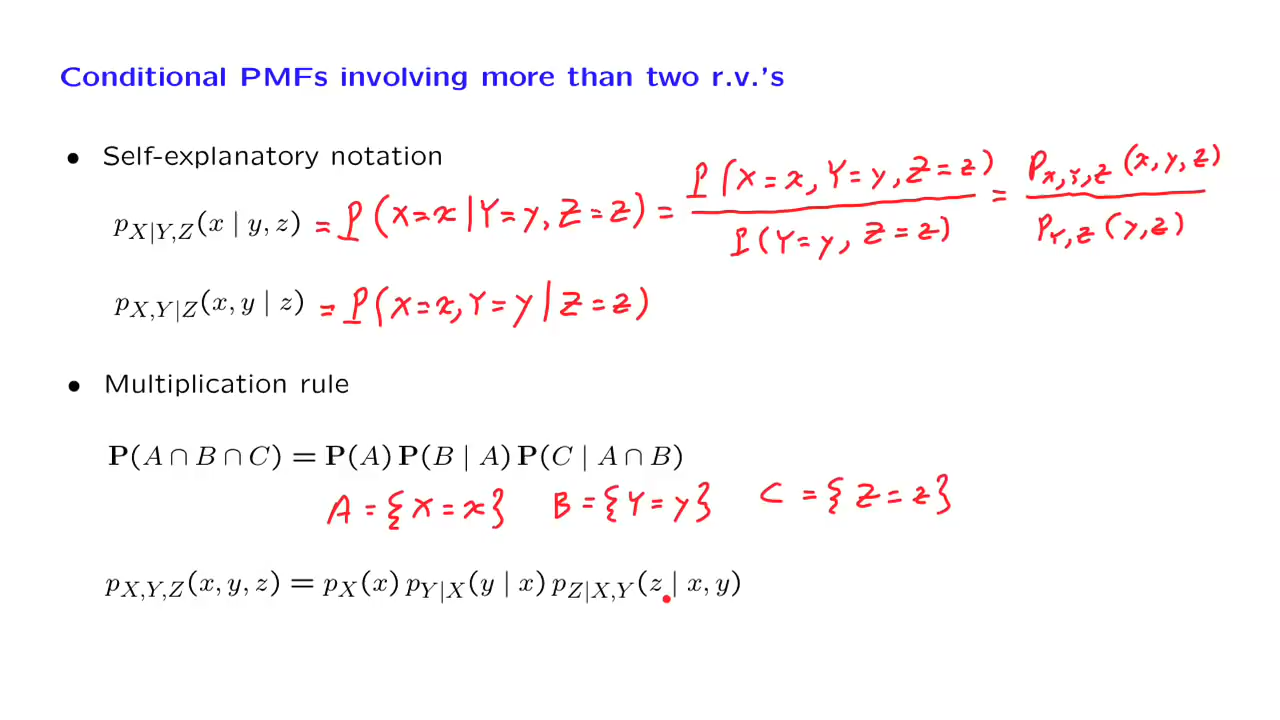 Conditional PMFs involving more than two r.v.'s
• Self-explanatory notation
p_{X|Y,Z}(x | y, z) = P(X=x | Y=y, Z=z) = P(X=x, Y=y, Z=z) / P(Y=y, Z=z) = P_{X,Y,Z}(x,y,z) / P_{Y,Z}(y,z)
p_{X,Y|Z}(x, y | z) = P(X=x, Y=y | Z=z)
• Multiplication rule
P(A ∩ B ∩ C) = P(A) P(B | A) P(C | A ∩ B)
A = {X=x} B = {Y=y} C = {Z=z}
p_{X,Y,Z}(x, y, z) = p_X(x) p_{Y|X}(y | x) p_{Z|X,Y}(z | x, y)